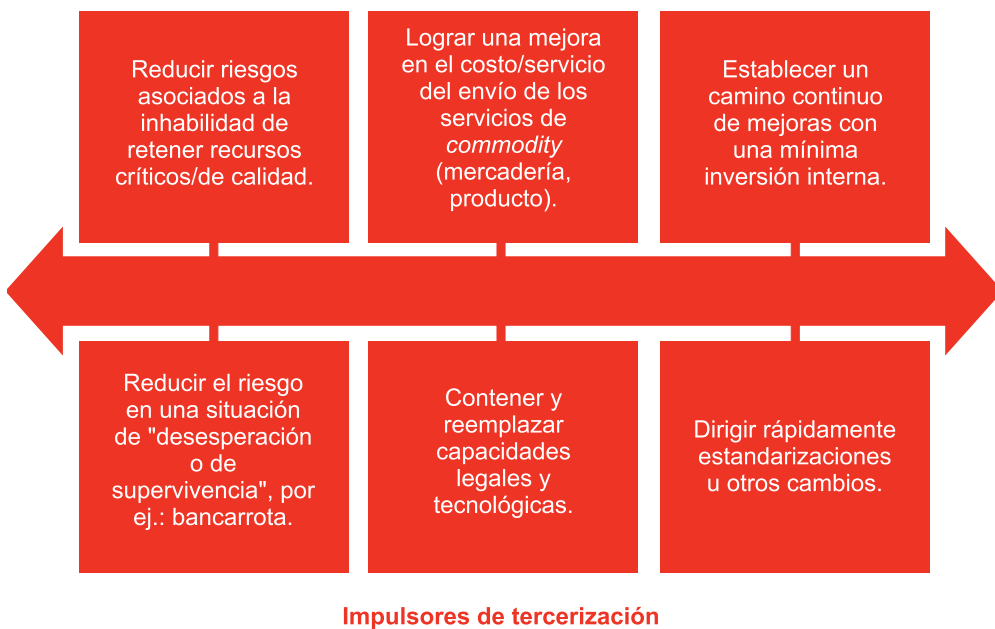 Reducir riesgos
asociados a la
inhabilidad de
retener recursos
críticos/de calidad.
Lograr una mejora
en el costo/servicio
del envío de los
servicios de
commodity
(mercadería,
producto).
Establecer un
camino continuo
de mejoras con
una mínima
inversión interna.
Reducir el riesgo
en una situación
de "desesperación
o de
supervivencia", por
ej.: bancarrota.
Contener y
reemplazar
capacidades
legales y
tecnológicas.
Dirigir rápidamente
estandarizaciones
u otros cambios.
Impulsores de tercerización